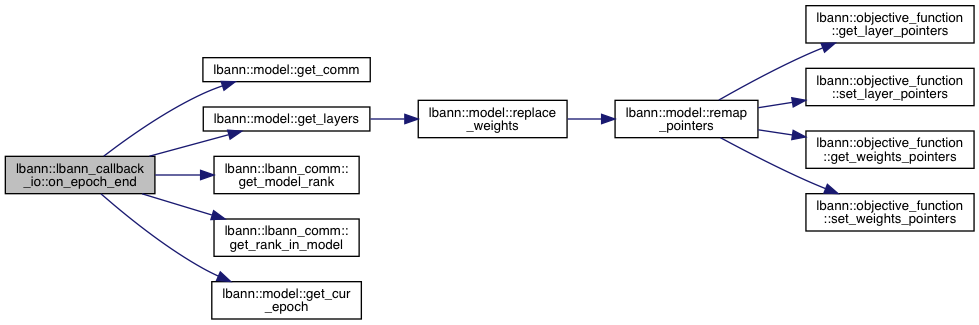 lbann::lbann_callback
_io::on_epoch_end
lbann::model::get_comm
lbann::model::get_layers
lbann::lbann_comm::
get_model_rank
lbann::lbann_comm::
get_rank_in_model
lbann::model::get_cur
_epoch
lbann::model::replace
_weights
lbann::model::remap
_pointers
lbann::objective_function
::get_layer_pointers
lbann::objective_function
::set_layer_pointers
lbann::objective_function
::get_weights_pointers
lbann::objective_function
::set_weights_pointers